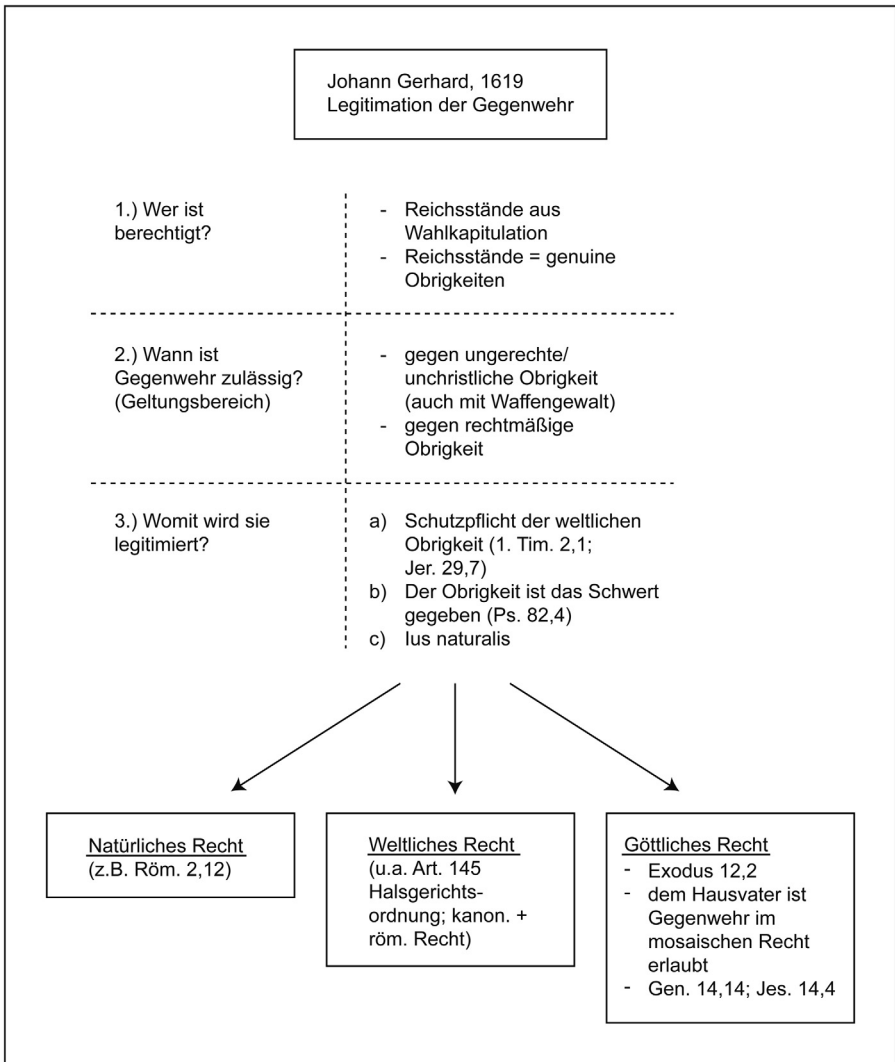 Johann Gerhard, 1619
Legitimation der Gegenwehr
1.) Wer ist
berechtigt?
- Reichsstände aus
Wahlkapitulation
- Reichsstände = genuine
Obrigkeiten
2.) Wann ist
Gegenwehr zulässig?
(Geltungsbereich)
- gegen ungerechte/
unchristliche Obrigkeit
(auch mit Waffengewalt)
- gegen rechtmäßige
Obrigkeit
3.) Womit wird sie
legitimiert?
a) Schutzpflicht der weltlichen
Obrigkeit (1. Tim. 2,1;
Jer. 29,7)
b) Der Obrigkeit ist das Schwert
gegeben (Ps. 82,4)
c) Ius naturalis
Natürliches Recht
(z.B. Röm. 2,12)
Weltliches Recht
(u.a. Art. 145
Halsgerichts-
ordnung; kanon. +
röm. Recht)
Göttliches Recht
- Exodus 12,2
- dem Hausvater ist
Gegenwehr im
mosaischen Recht
erlaubt
- Gen. 14,14; Jes. 14,4